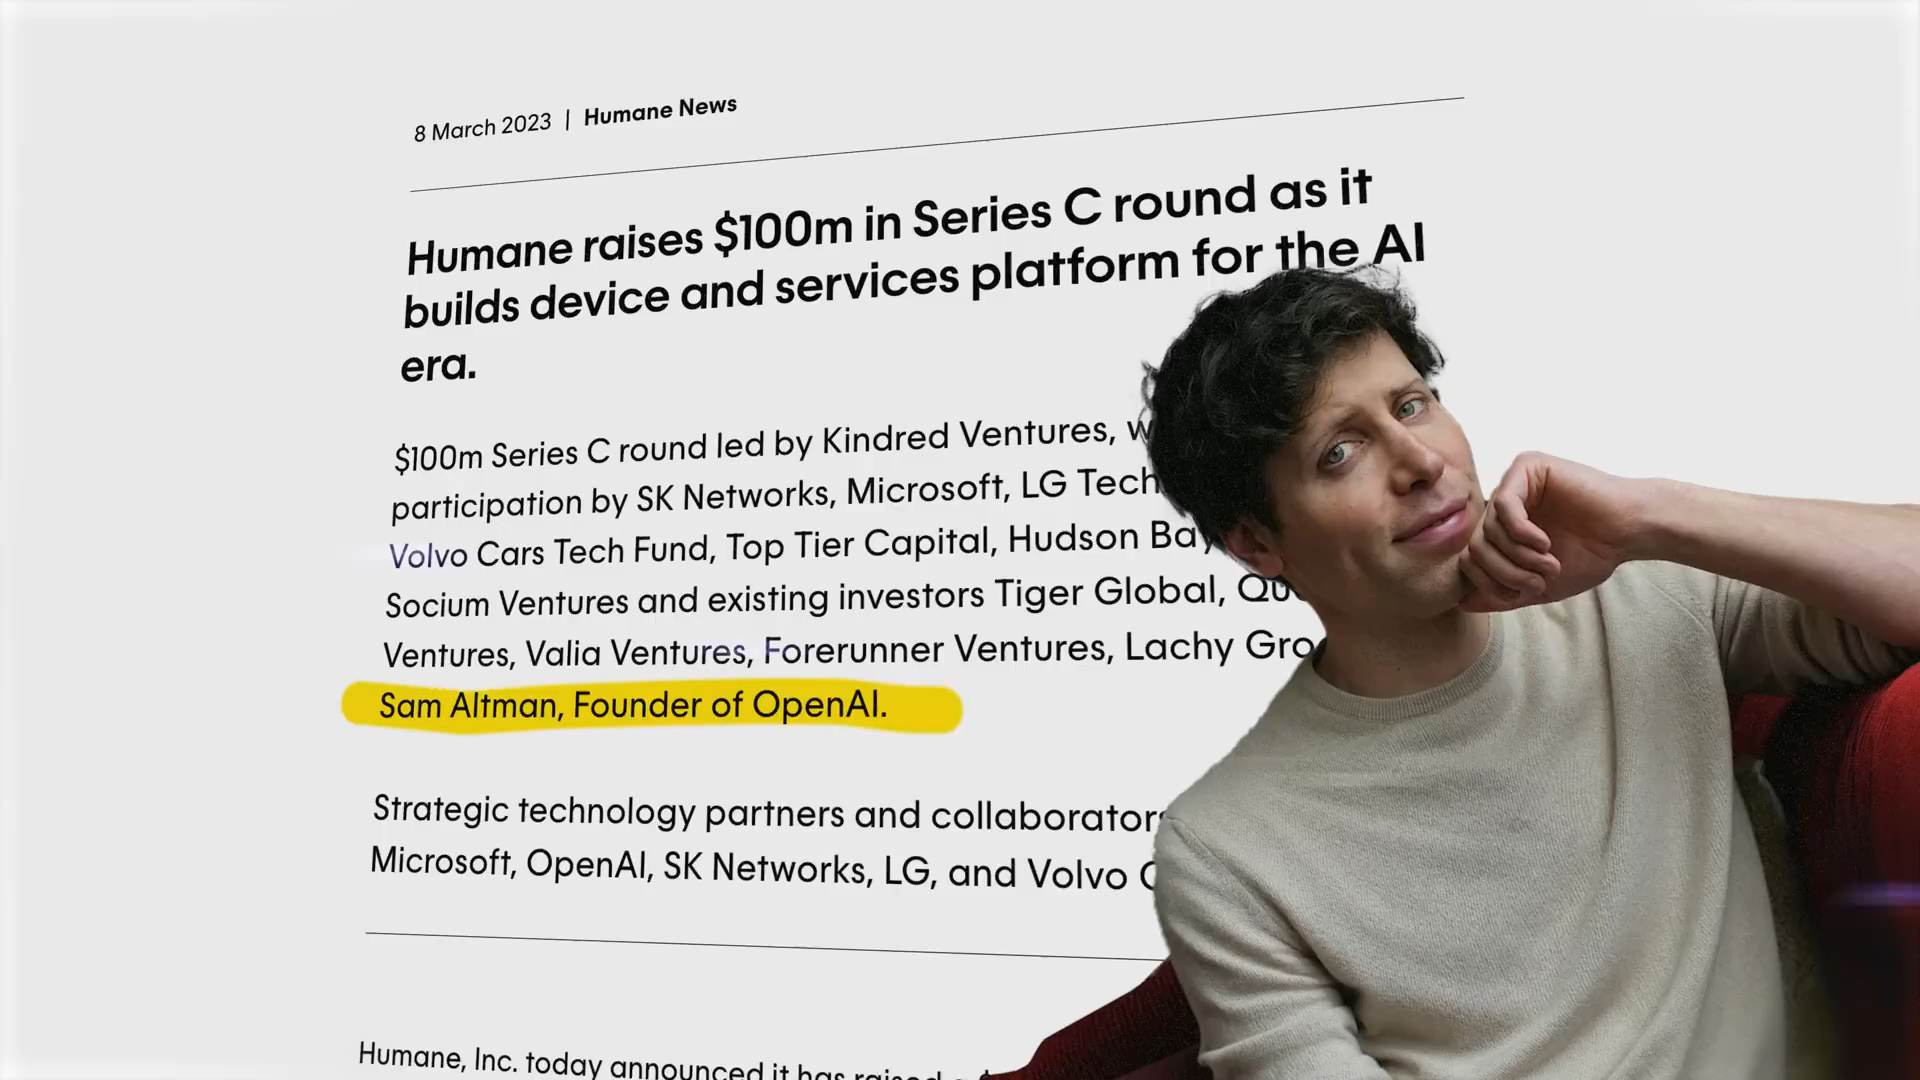 8 March 2023 | Humane News
Humane raises $100m in Series C round as it
builds device and services platform for the AI
era.
$100m Series C round led by Kindred Ventures,
participation by SK Networks, Microsoft, LG Tech
Volvo Cars Tech Fund, Top Tier Capital, Hudson Bay
Socium Ventures and existing investors Tiger Global,
Ventures, Valia Ventures, Forerunner Ventures, Lachy
Sam Altman, Founder of OpenAI.
Strategic technology partners and collaborators
Microsoft, OpenAI, SK Networks, LG, and Volvo
Humane, Inc. today announced it has raised